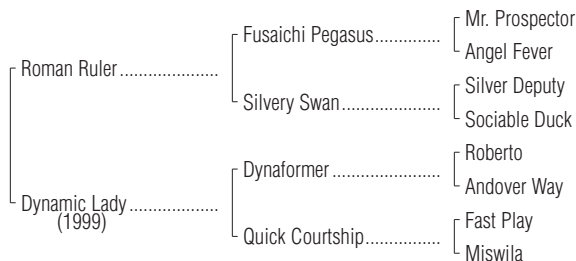 Mr. Prospector
Fusaichi Pegasus..............
Angel Fever
Roman Ruler.....................
Silver Deputy
Silvery Swan.....................
Sociable Duck
Roberto
Dynaformer.......................
Andover Way
Dynamic Lady...................
(1999)
Fast Play
Quick Courtship................
Miswila